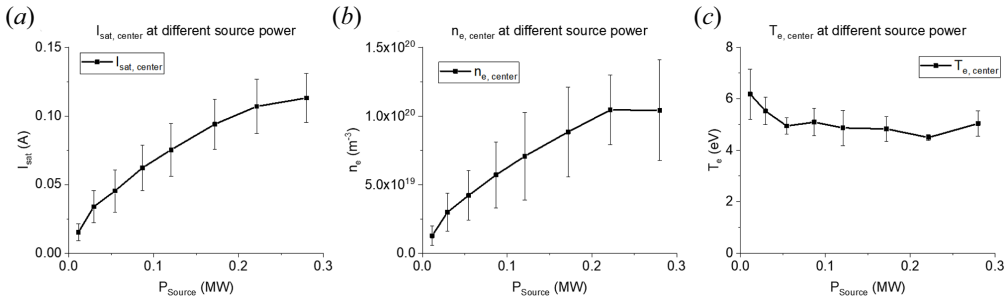 (a)
I_sat, center at different source power
I_sat, center
0.15
0.10
0.05
0.00
I_sat (A)
0.0 0.1 0.2 0.3
P_Source (MW)
(b)
n_e, center at different source power
n_e, center
1.5x10^20
1.0x10^20
5.0x10^19
0.0
n_e (m^-3)
0.0 0.1 0.2 0.3
P_Source (MW)
(c)
T_e, center at different source power
T_e, center
8
6
4
2
0
T_e (eV)
0.0 0.1 0.2 0.3
P_Source (MW)